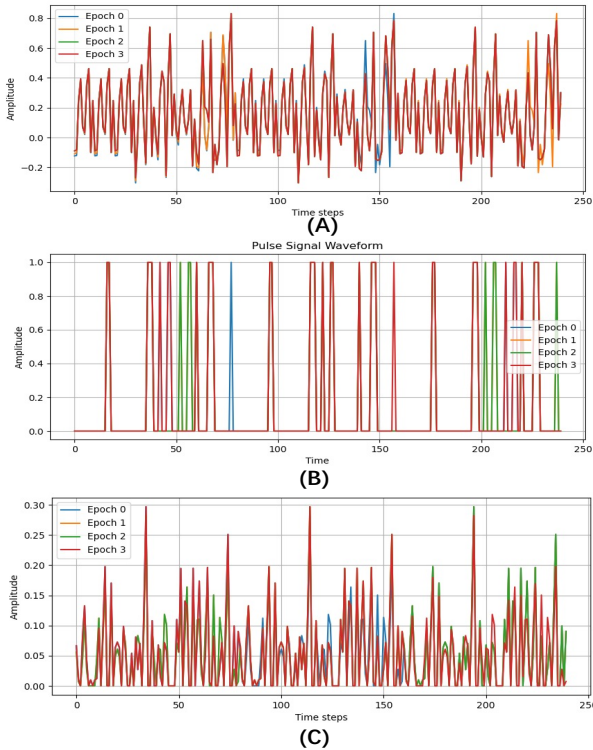 0.8
0.6
0.4
0.2
0.0
−0.2
Amplitude
Epoch 0
Epoch 1
Epoch 2
Epoch 3
0 50 100 150 200 250
Time steps
(A)
Pulse Signal Waveform
1.0
0.8
0.6
0.4
0.2
0.0
Amplitude
Epoch 0
Epoch 1
Epoch 2
Epoch 3
0 50 100 150 200 250
Time
(B)
0.30
0.25
0.20
0.15
0.10
0.05
0.00
Amplitude
Epoch 0
Epoch 1
Epoch 2
Epoch 3
0 50 100 150 200 250
Time steps
(C)